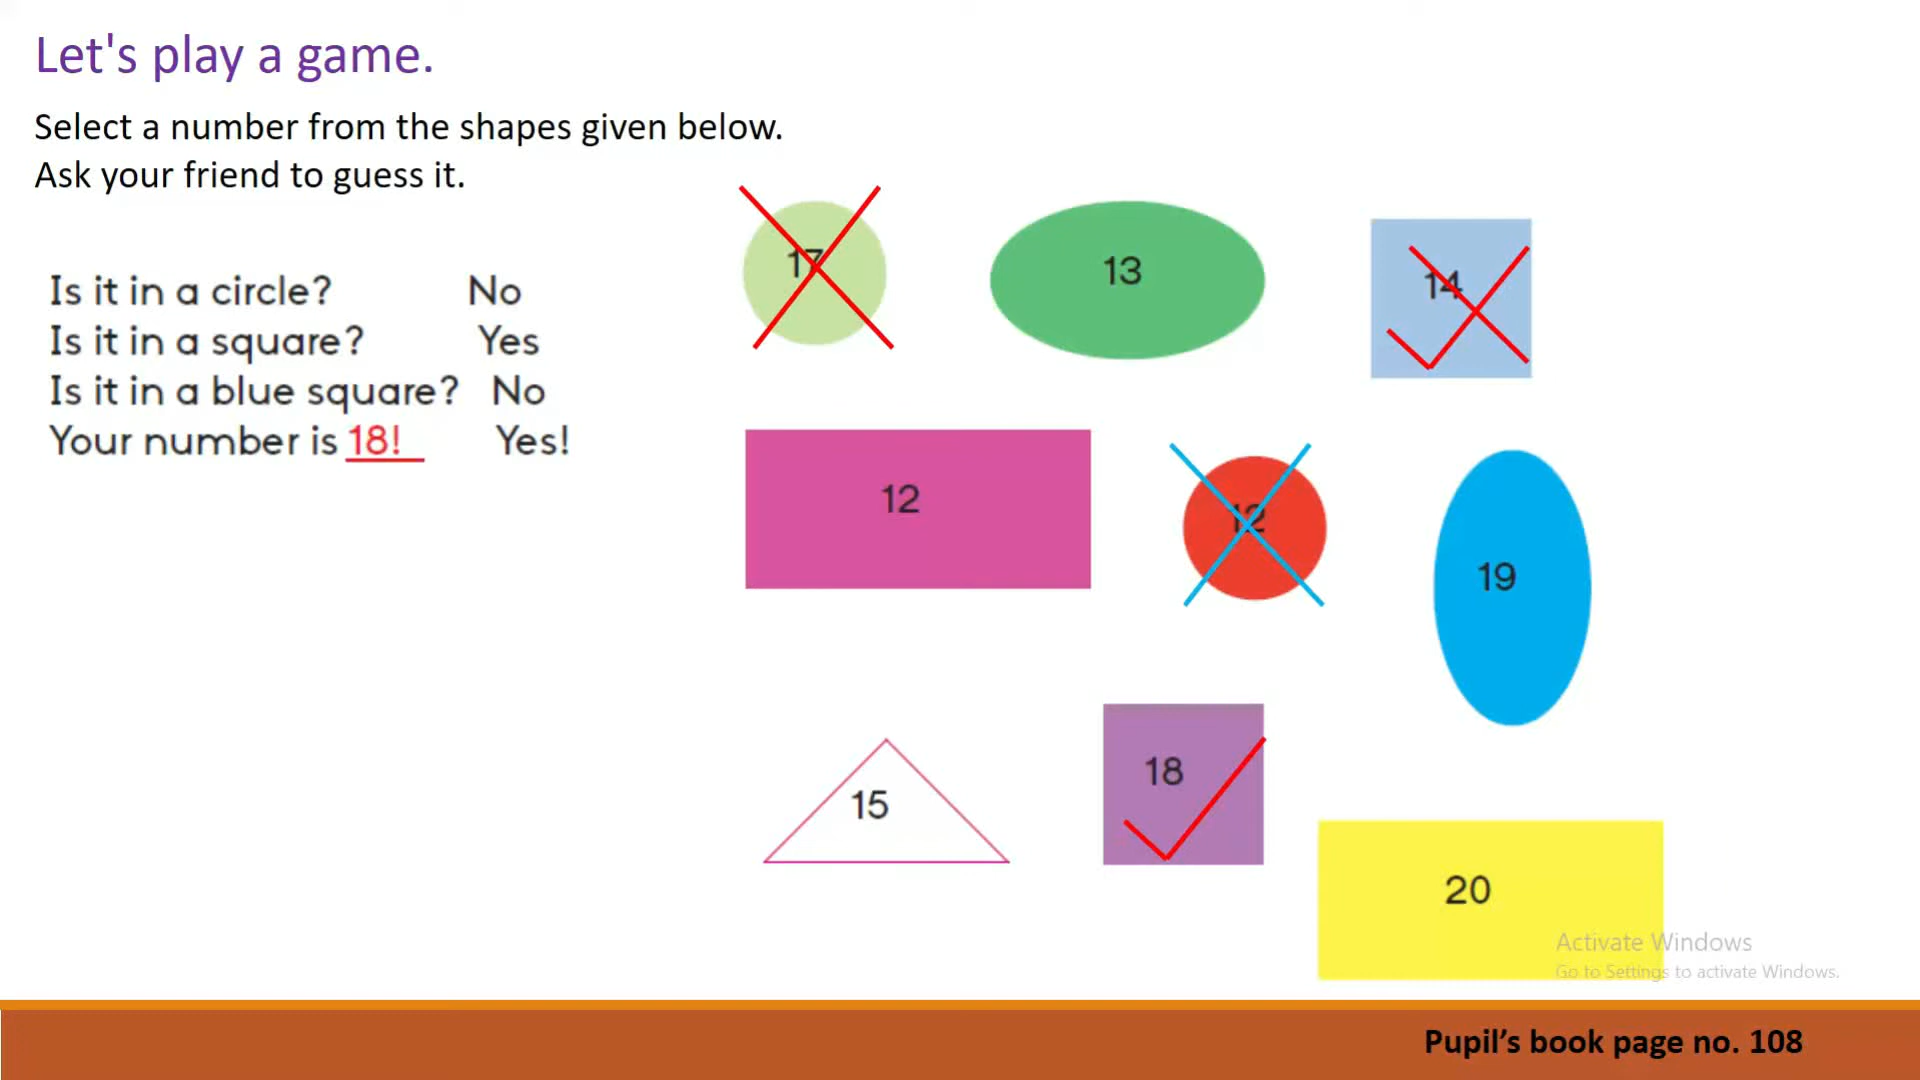 Let's play a game.
Select a number from the shapes given below.
Ask your friend to guess it.
Is it in a circle? No
Is it in a square? Yes
Is it in a blue square? No
Your number is 18! Yes!
17
13
14
12
12
19
15
18
20
Activate Windows
Go to Settings to activate Windows.
Pupil’s book page no. 108